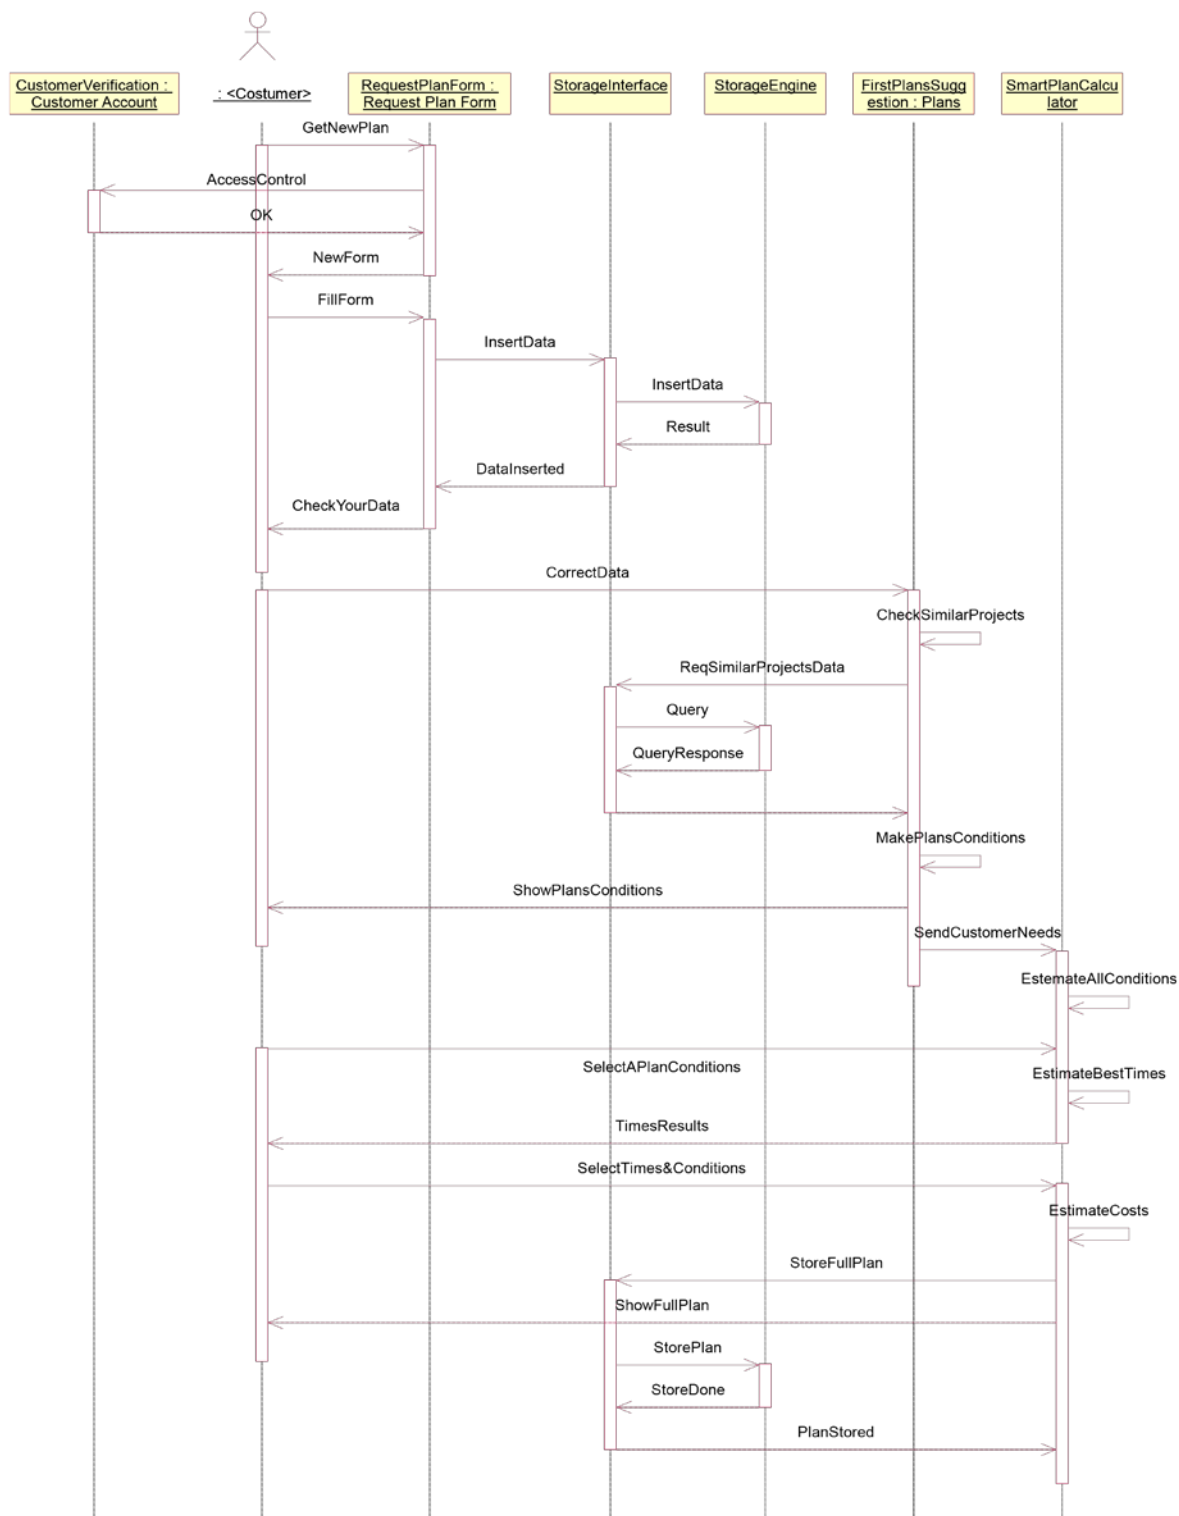 CustomerVerification :
Customer Account
: <Costumer>
RequestPlanForm :
Request Plan Form
StorageInterface
StorageEngine
FirstPlansSugg
estion : Plans
SmartPlanCalcu
lator
GetNewPlan
AccessControl
OK
NewForm
FillForm
InsertData
InsertData
Result
DataInserted
CheckYourData
CorrectData
CheckSimilarProjects
ReqSimilarProjectsData
Query
QueryResponse
MakePlansConditions
ShowPlansConditions
SendCustomerNeeds
EstemateAllConditions
SelectAPlanConditions
EstimateBestTimes
TimesResults
SelectTimes&Conditions
EstimateCosts
StoreFullPlan
ShowFullPlan
StorePlan
StoreDone
PlanStored